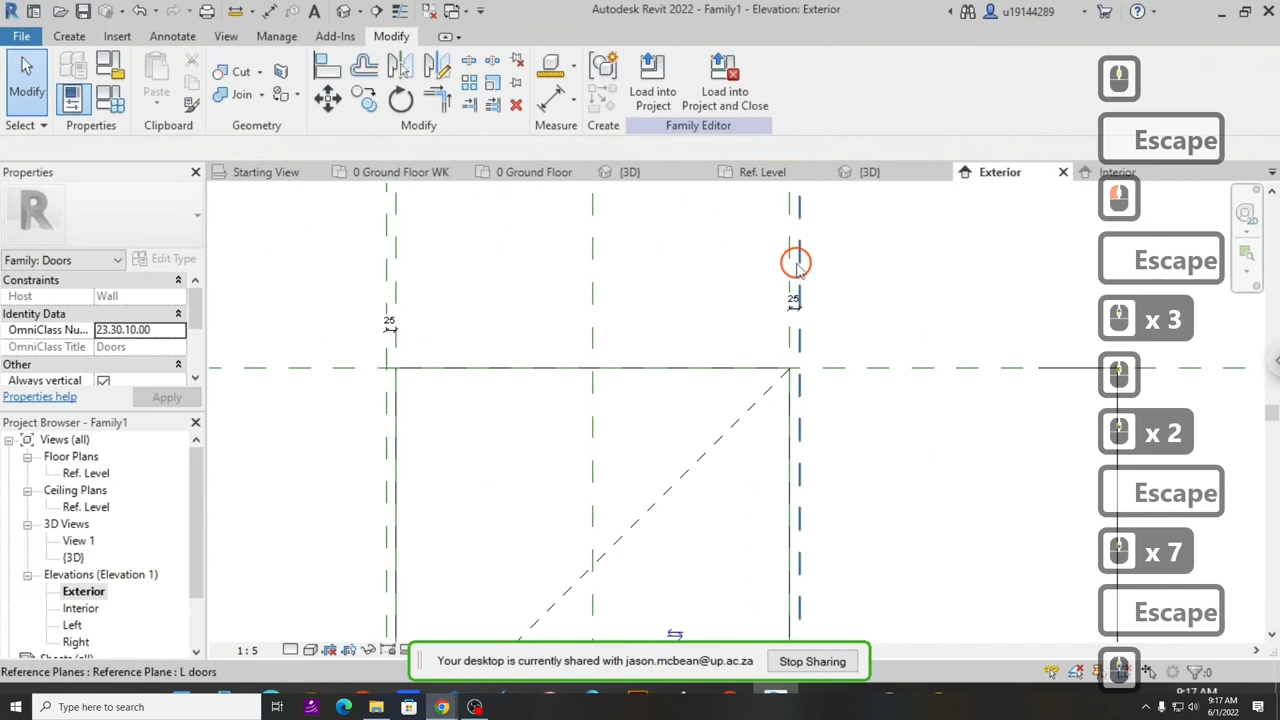 Autodesk Revit 2022 - Family1 - Elevation: Exterior
u19144289
File Create Insert Annotate View Manage Add-Ins Modify
Modify
Paste
Cut
Join
Load into Project
Load into Project and Close
Select Properties Clipboard Geometry Modify Measure Create Family Editor
Properties
Starting View 0 Ground Floor WK 0 Ground Floor {3D} Ref. Level {3D} Exterior Interior
Family: Doors Edit Type
Constraints
Host Wall
Identity Data
OmniClass Nu... 23.30.10.00
OmniClass Title Doors
Other
Always vertical
Properties help Apply
Project Browser - Family1
Views (all)
Floor Plans
Ref. Level
Ceiling Plans
Ref. Level
3D Views
View 1
{3D}
Elevations (Elevation 1)
Exterior
Interior
Left
Right
25
25
1 : 5
Your desktop is currently shared with jason.mcbean@up.ac.za Stop Sharing
Reference Planes : Reference Plane : L doors
:0
Escape
Escape
x 3
x 2
Escape
x 7
Escape
Type here to search
9:17 AM
6/1/2022